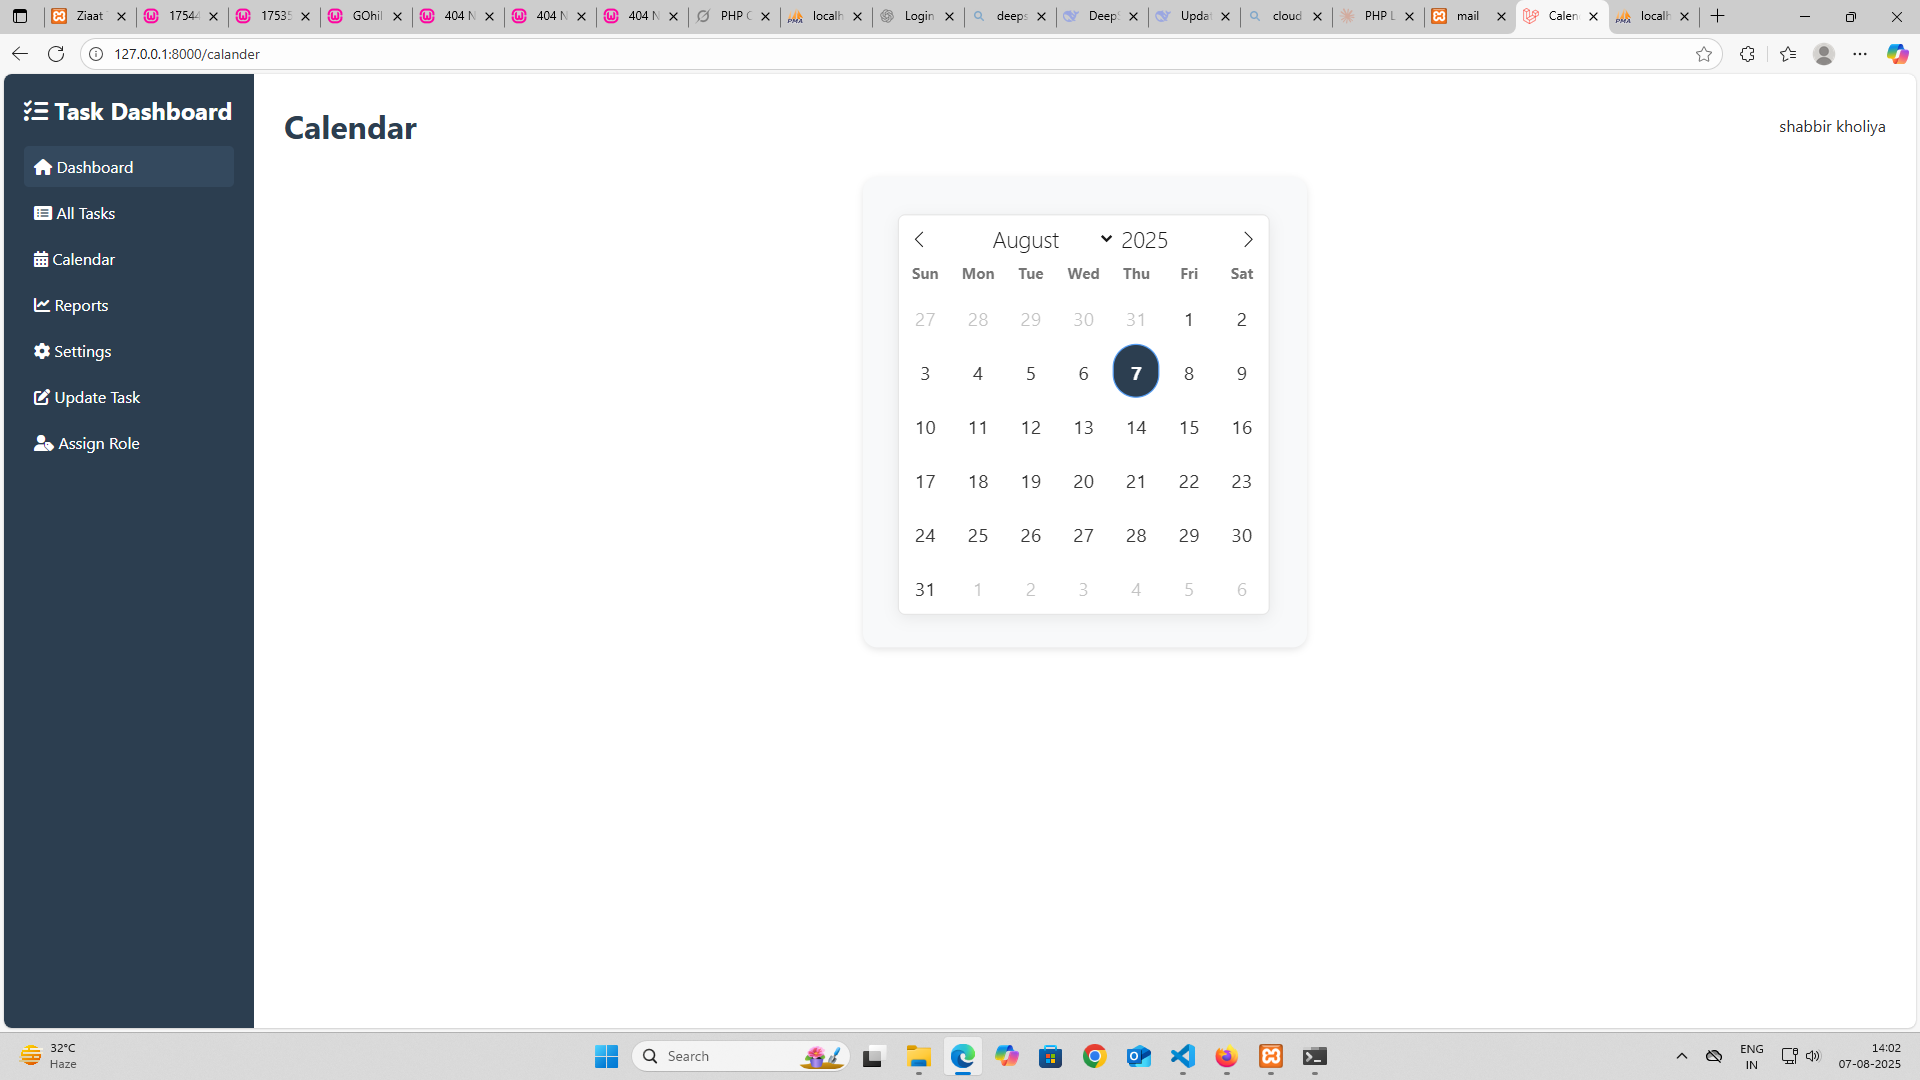 Ziaat
1754
1753
GOhil
404 N
404 N
404 N
PHP C
localh
Login
deeps
Deep
Updat
cloud
PHP L
mail
Calen
localh
127.0.0.1:8000/calander
Task Dashboard
Dashboard
All Tasks
Calendar
Reports
Settings
Update Task
Assign Role
Calendar
shabbir kholiya
August 2025
Sun Mon Tue Wed Thu Fri Sat
27 28 29 30 31 1 2
3 4 5 6 7 8 9
10 11 12 13 14 15 16
17 18 19 20 21 22 23
24 25 26 27 28 29 30
31 1 2 3 4 5 6
32°C
Haze
Search
ENG
IN
14:02
07-08-2025